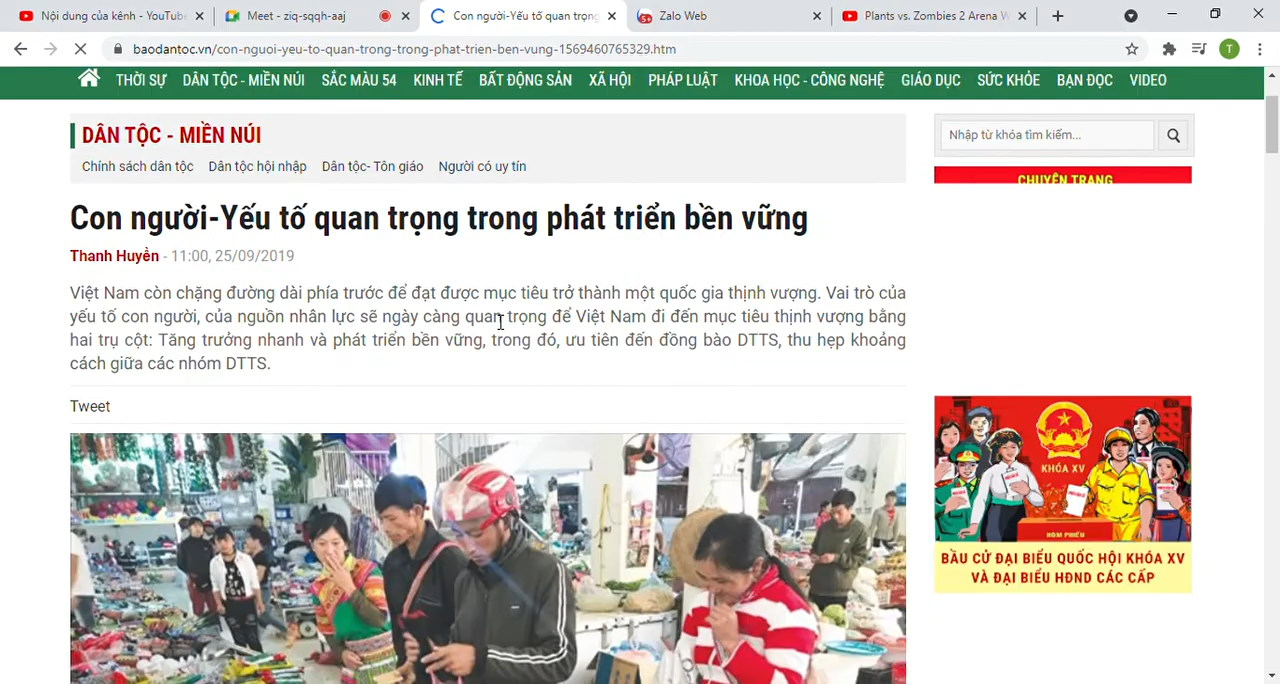 Nội dung của kênh - YouTube
Meet - ziq-sqqh-aaj
Con người-Yếu tố quan trọng
5+
Zalo Web
Plants vs. Zombies 2 Arena W
baodantoc.vn/con-nguoi-yeu-to-quan-trong-trong-phat-trien-ben-vung-1569460765329.htm
T
THỜI SỰ DÂN TỘC - MIỀN NÚI SẮC MÀU 54 KINH TẾ BẤT ĐỘNG SẢN XÃ HỘI PHÁP LUẬT KHOA HỌC - CÔNG NGHỆ GIÁO DỤC SỨC KHỎE BẠN ĐỌC VIDEO
DÂN TỘC - MIỀN NÚI
Chính sách dân tộc Dân tộc hội nhập Dân tộc- Tôn giáo Người có uy tín
Nhập từ khóa tìm kiếm...
CHUYÊN TRANG
Con người-Yếu tố quan trọng trong phát triển bền vững
Thanh Huyền - 11:00, 25/09/2019
Việt Nam còn chặng đường dài phía trước để đạt được mục tiêu trở thành một quốc gia thịnh vượng. Vai trò của
yếu tố con người, của nguồn nhân lực sẽ ngày càng quan trọng để Việt Nam đi đến mục tiêu thịnh vượng bằng
hai trụ cột: Tăng trưởng nhanh và phát triển bền vững, trong đó, ưu tiên đến đồng bào DTTS, thu hẹp khoảng
cách giữa các nhóm DTTS.
Tweet
KHÓA XV
HÒM PHIẾU
BẦU CỬ ĐẠI BIỂU QUỐC HỘI KHÓA XV
VÀ ĐẠI BIỂU HĐND CÁC CẤP